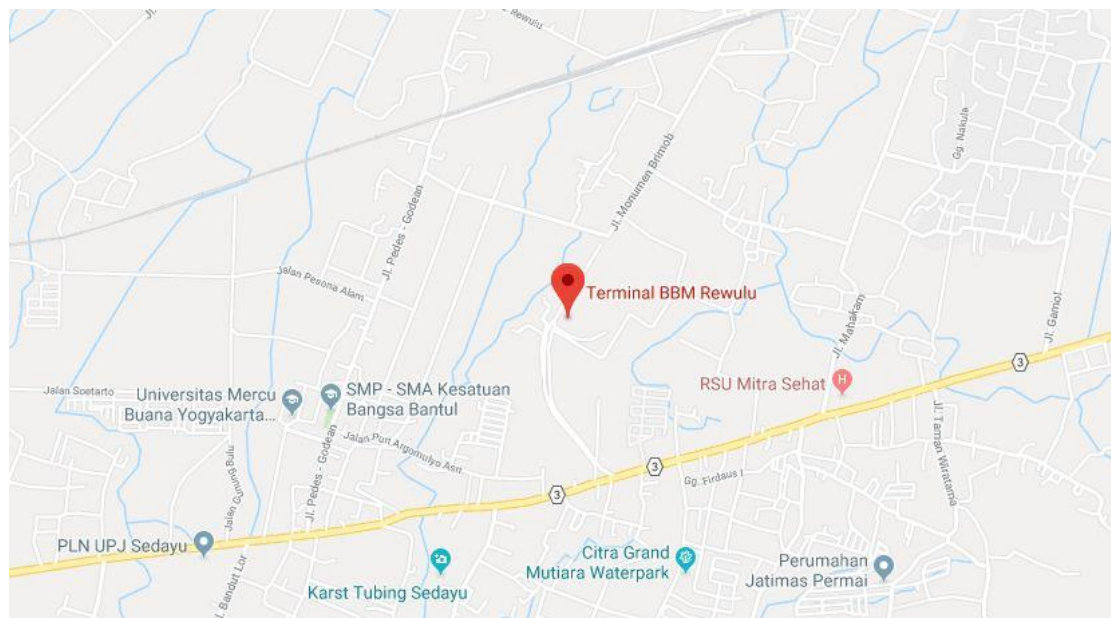 Rewulu
Jl. Monumen Brimob
Gg. Nakula
Jl. Pedes - Godean
Jalan Pesona Alam
Terminal BBM Rewulu
Jl. Mahakam
Jl. Gamol
3
Jalan Soetarto
Universitas Mercu
Buana Yogyakarta...
SMP - SMA Kesatuan
Bangsa Bantul
RSU Mitra Sehat
H
Jl. Taman Wiratama
Jalan Puri Argomulyo Asri
3
Gg. Firdaus I
3
Jl. Pedes - Godean
Jalan Gunung Bulu
PLN UPJ Sedayu
Karst Tubing Sedayu
Citra Grand
Mutiara Waterpark
Perumahan
Jatimas Permai
Jl. Bandut Lor